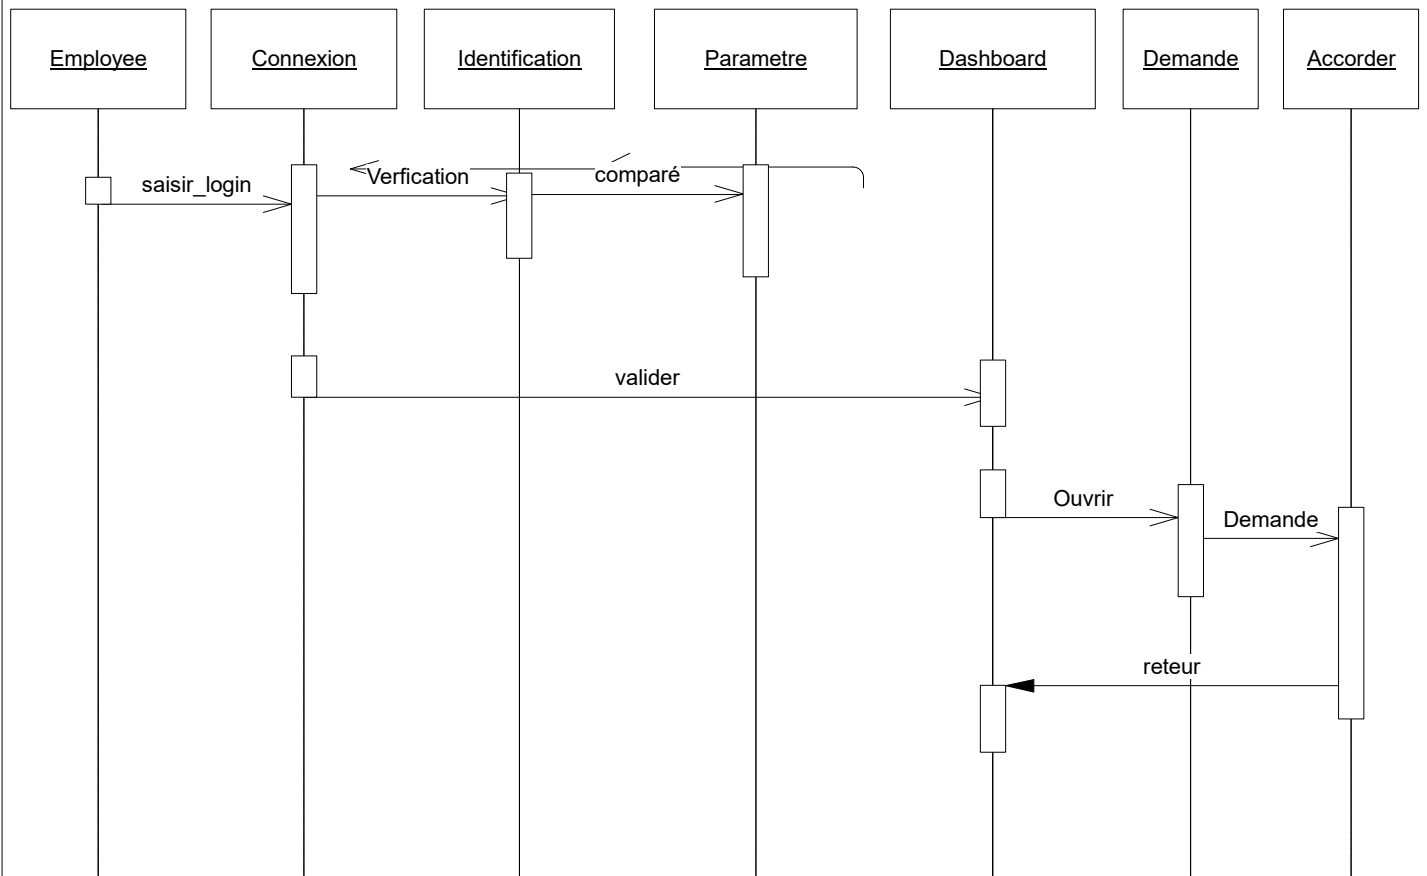 Employee
Connexion
Identification
Parametre
Dashboard
Demande
Accorder
saisir_login
Verfication
comparé
valider
Ouvrir
Demande
reteur